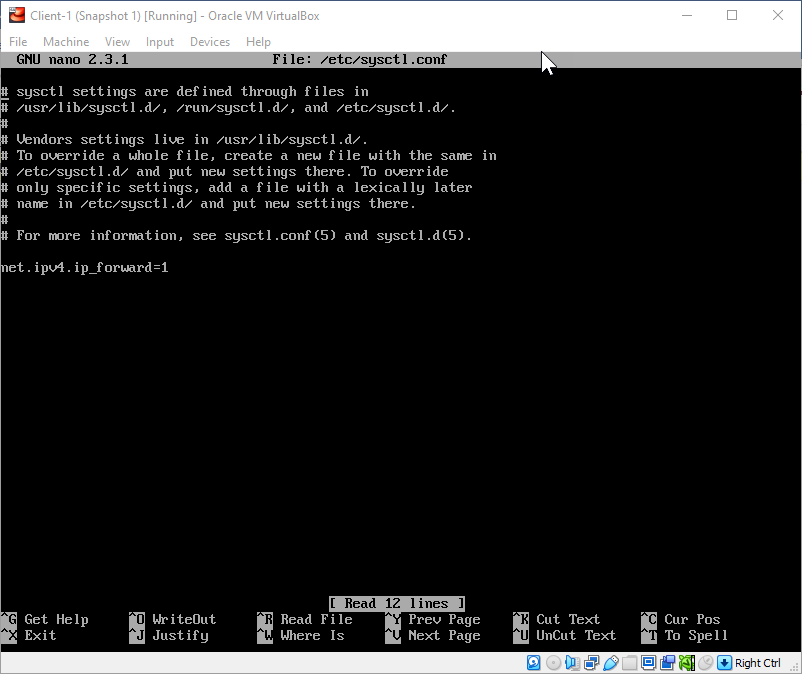 Client-1 (Snapshot 1) [Running] - Oracle VM VirtualBox
File Machine View Input Devices Help
GNU nano 2.3.1 File: /etc/sysctl.conf
# sysctl settings are defined through files in
# /usr/lib/sysctl.d/, /run/sysctl.d/, and /etc/sysctl.d/.
#
# Vendors settings live in /usr/lib/sysctl.d/.
# To override a whole file, create a new file with the same in
# /etc/sysctl.d/ and put new settings there. To override
# only specific settings, add a file with a lexically later
# name in /etc/sysctl.d/ and put new settings there.
#
# For more information, see sysctl.conf(5) and sysctl.d(5).
net.ipv4.ip_forward=1
[ Read 12 lines ]
^G Get Help ^O WriteOut ^R Read File ^Y Prev Page ^K Cut Text ^C Cur Pos
^X Exit ^J Justify ^W Where Is ^V Next Page ^U UnCut Text ^T To Spell
Right Ctrl